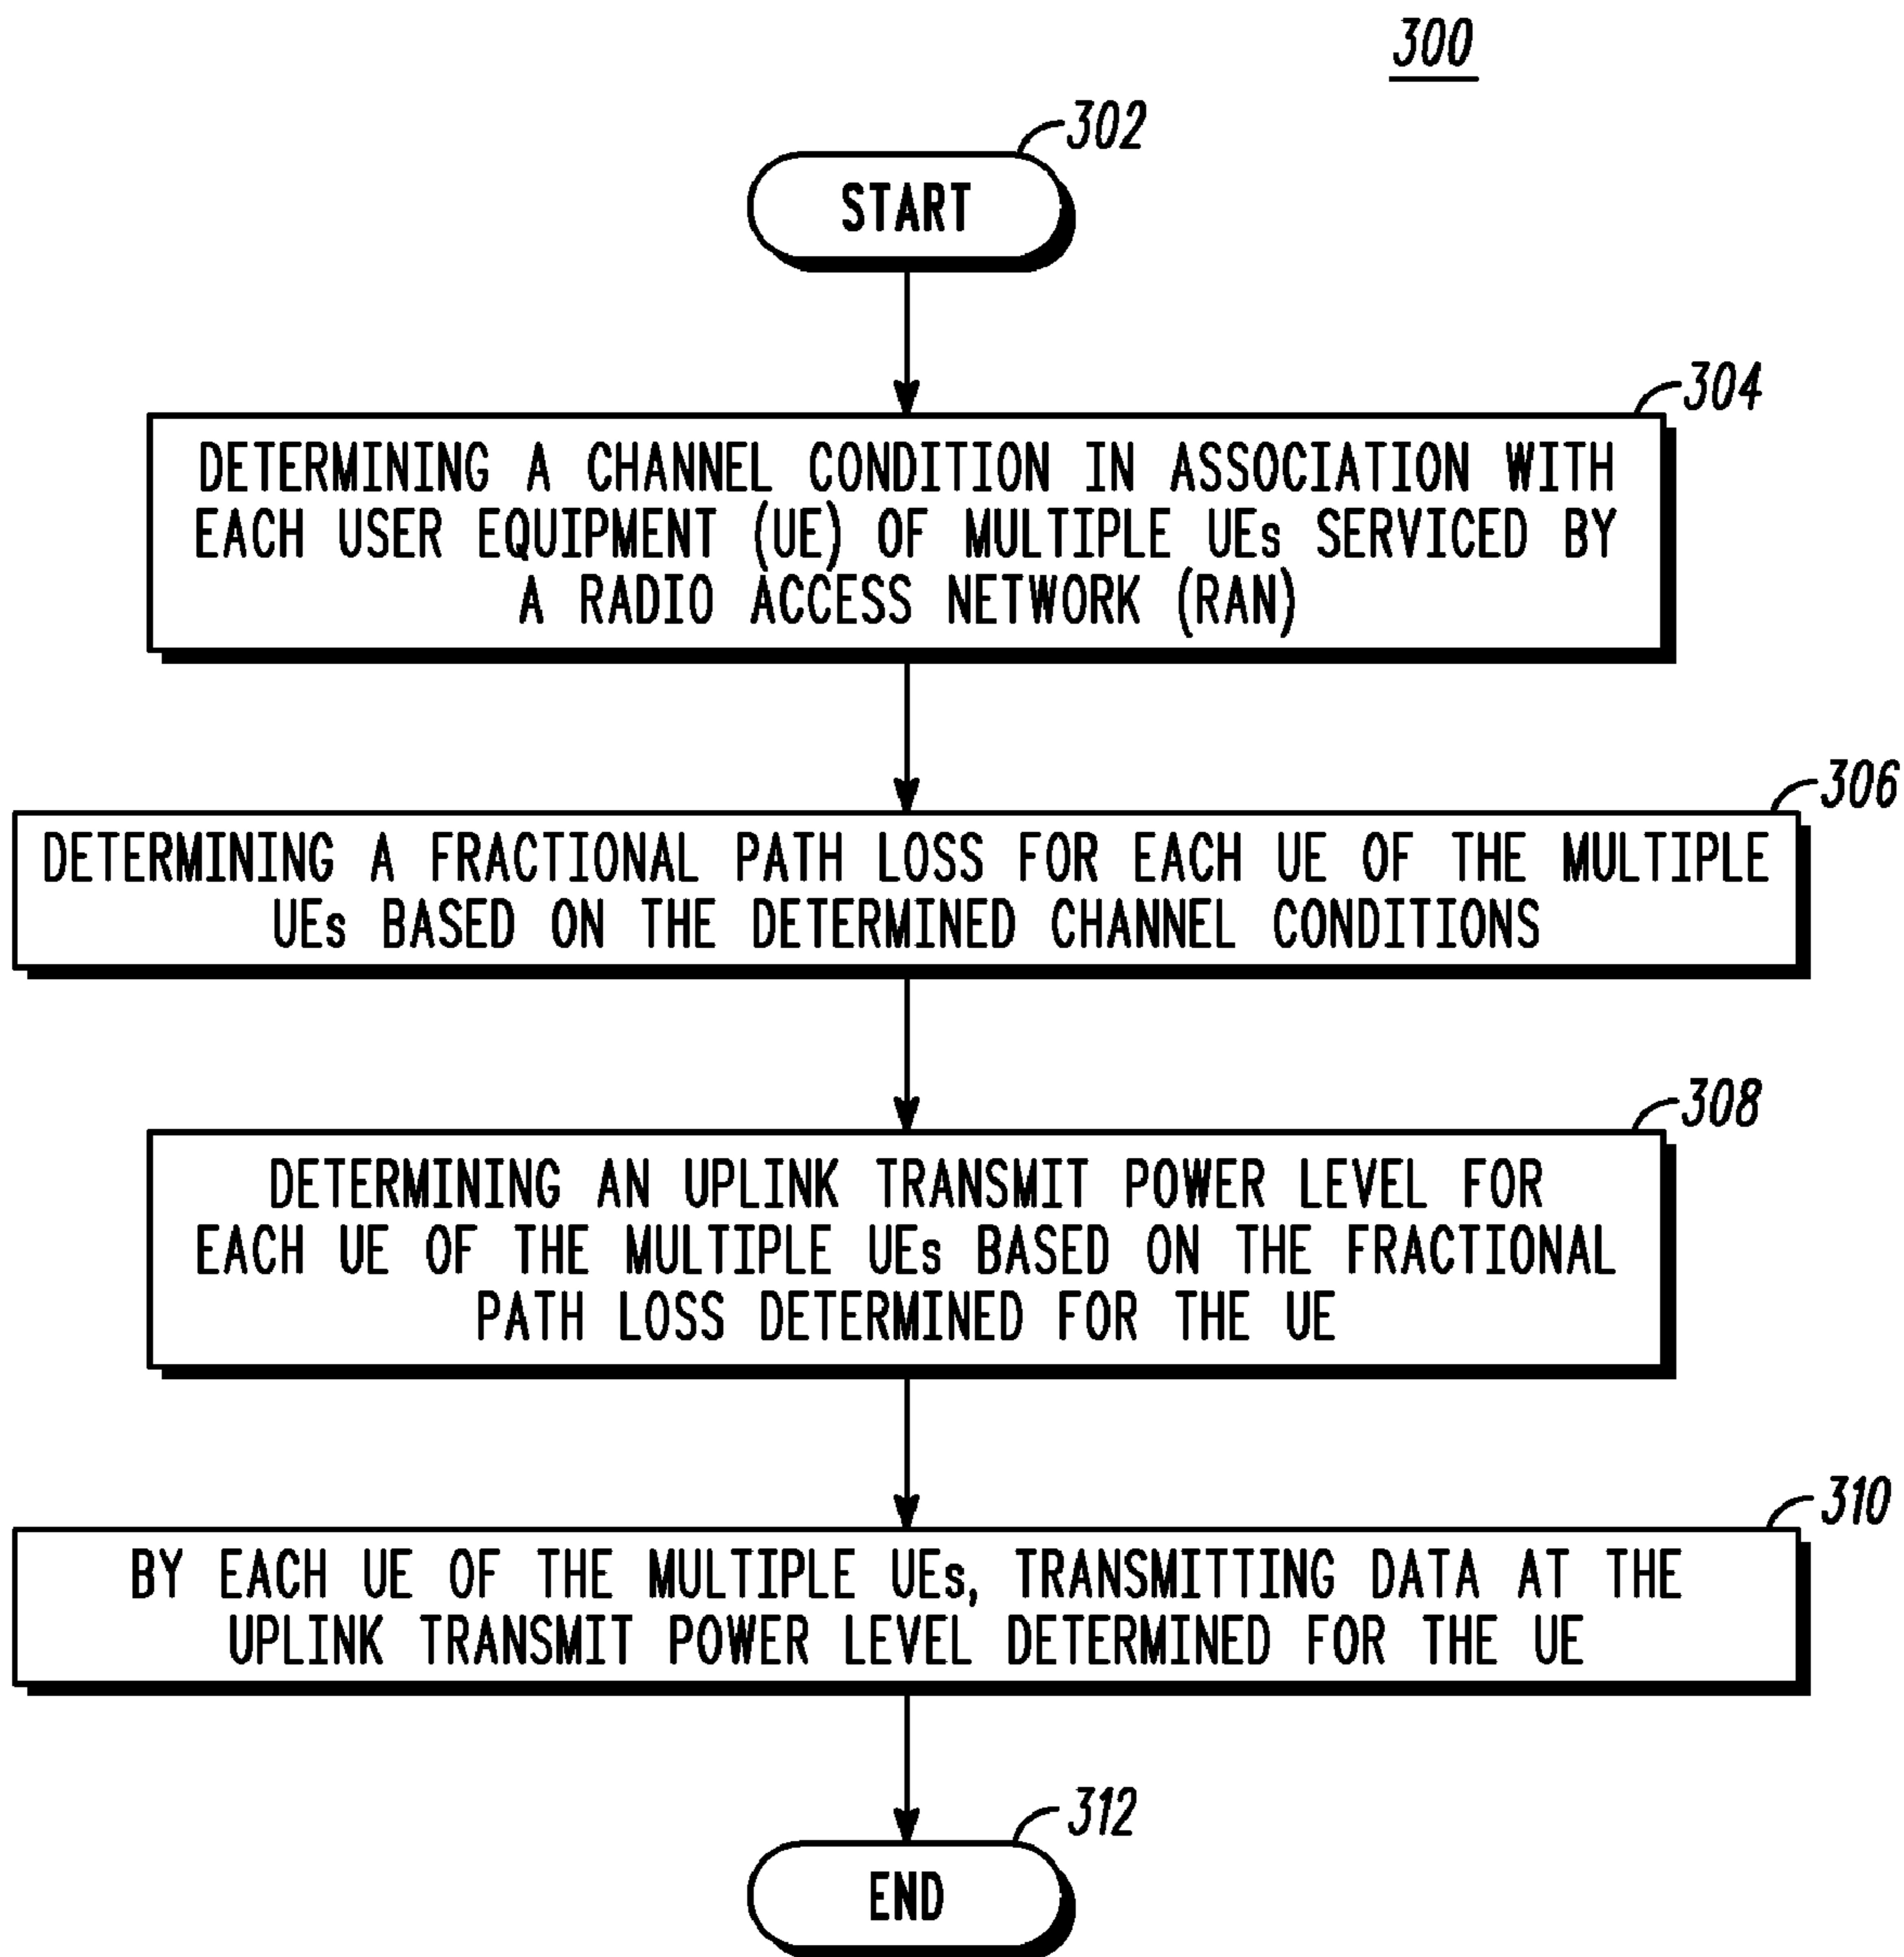 300
302
START
304
DETERMINING A CHANNEL CONDITION IN ASSOCIATION WITH
EACH USER EQUIPMENT (UE) OF MULTIPLE UEs SERVICED BY
A RADIO ACCESS NETWORK (RAN)
306
DETERMINING A FRACTIONAL PATH LOSS FOR EACH UE OF THE MULTIPLE
UEs BASED ON THE DETERMINED CHANNEL CONDITIONS
308
DETERMINING AN UPLINK TRANSMIT POWER LEVEL FOR
EACH UE OF THE MULTIPLE UEs BASED ON THE FRACTIONAL
PATH LOSS DETERMINED FOR THE UE
310
BY EACH UE OF THE MULTIPLE UEs, TRANSMITTING DATA AT THE
UPLINK TRANSMIT POWER LEVEL DETERMINED FOR THE UE
312
END